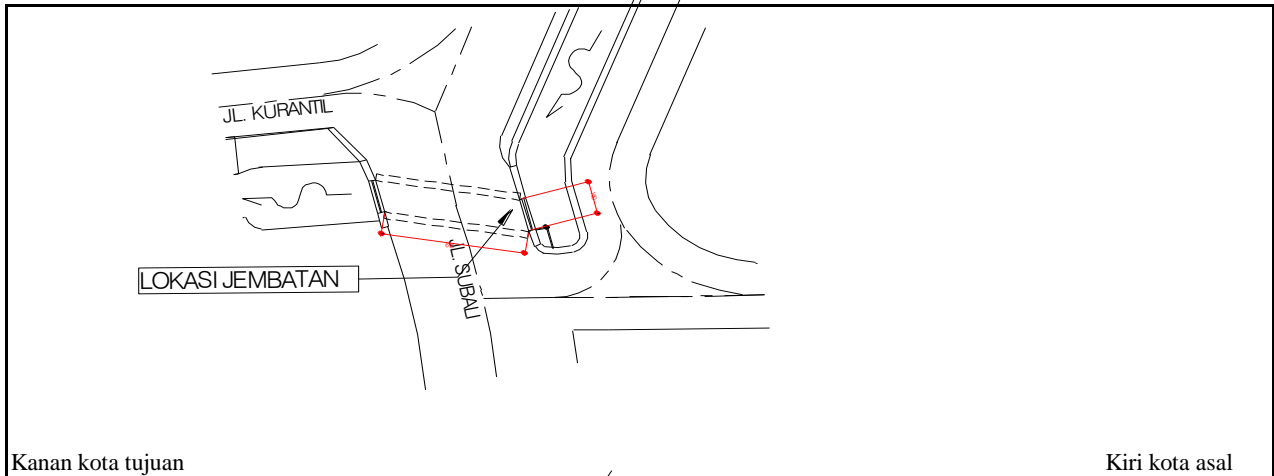 JL. KURANTIL
LOKASI JEMBATAN
JL. SUBALI
Kanan kota tujuan
Kiri kota asal